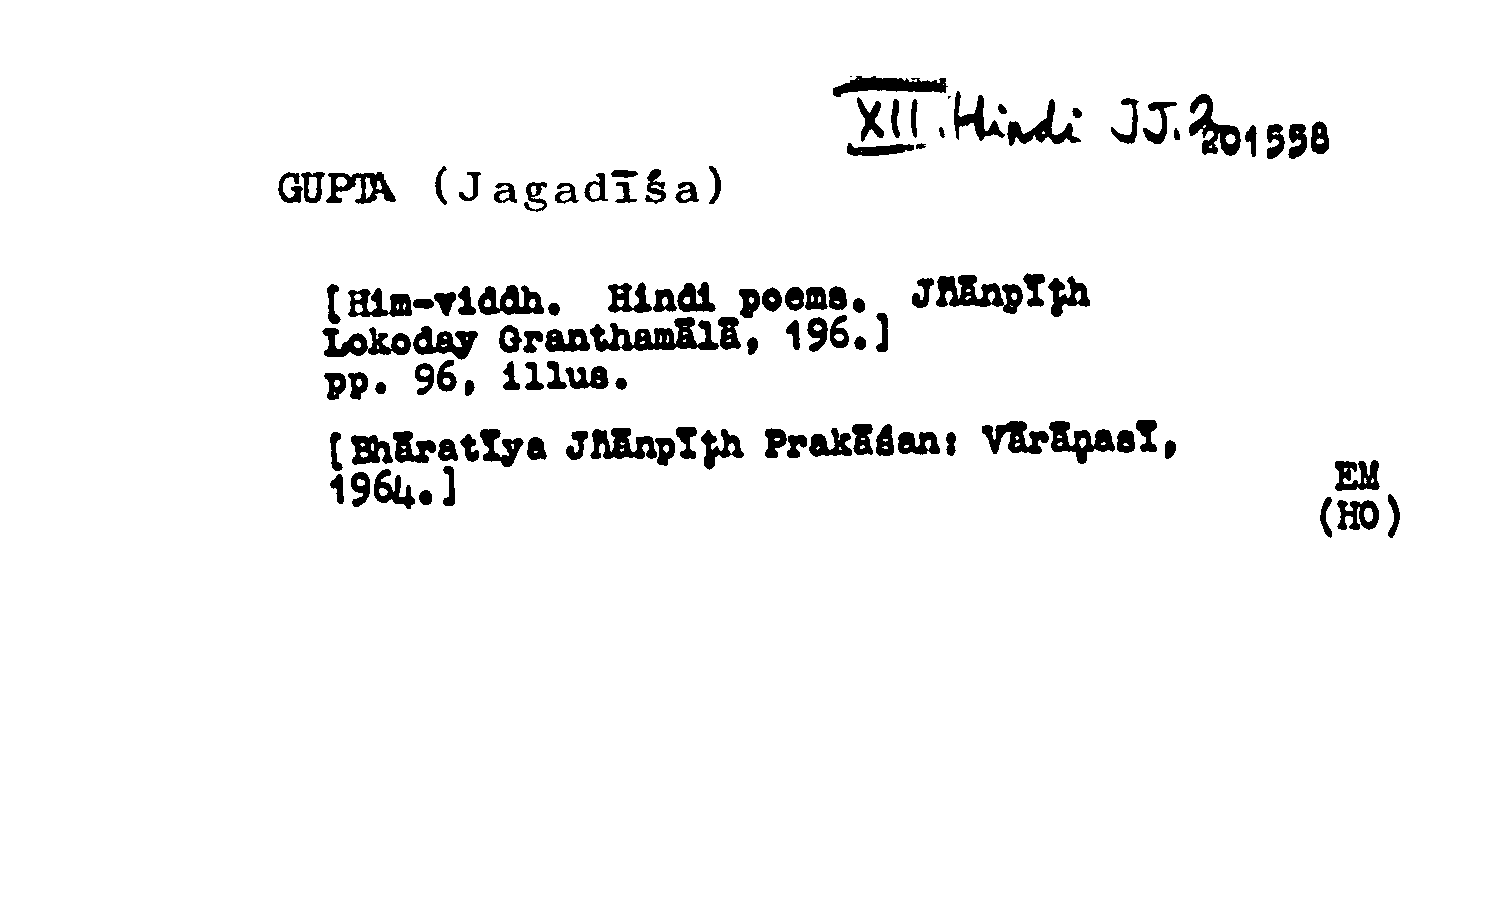 XII. Hindi JJ.2
201558
GUPTA (Jagadīśa)
[Him-viddh. Hindi poems. Jñānpīṭh
Lokoday Granthamālā, 196.]
pp. 96, illus.
[Bhāratīya Jñānpīṭh Prakāśan: Vārāṇasī,
1964.]
EM
(HO)